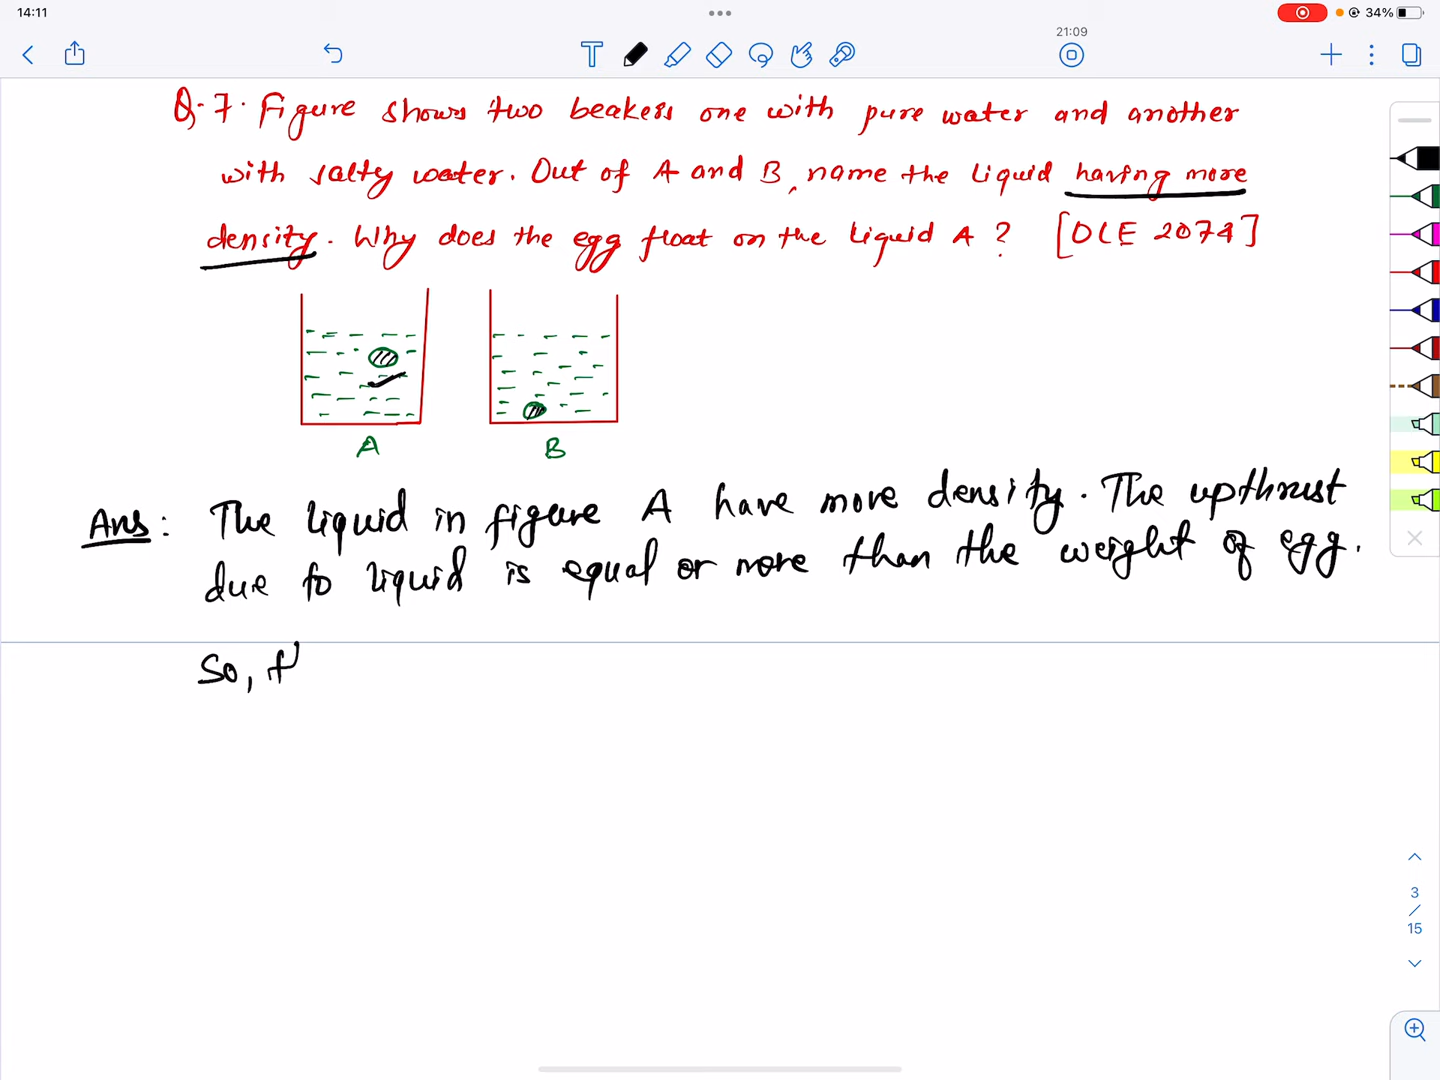 14:11
34%
21:09
Q.7. Figure shows two beakers one with pure water and another
with salty water. Out of A and B, name the liquid having more
density. Why does the egg float on the liquid A ? [DLE 2074]
A B
Ans: The liquid in figure A have more density. The upthrust
due to liquid is equal or more than the weight of egg.
So,
3
/
15